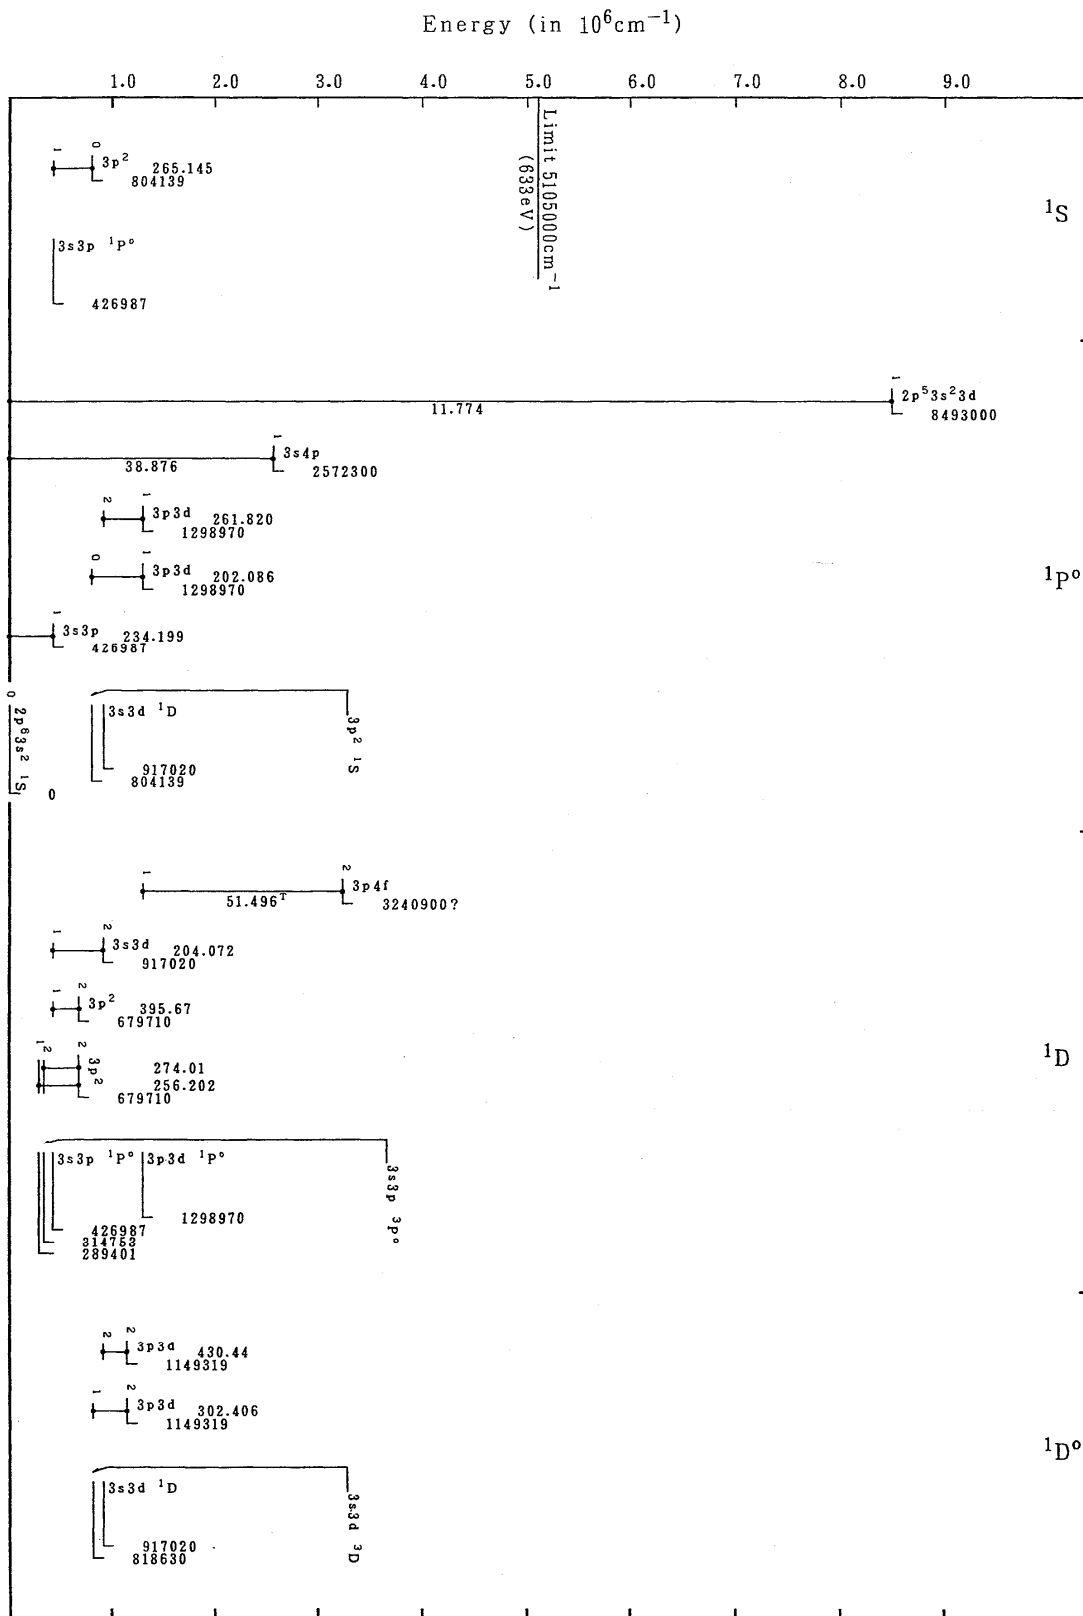 Energy (in 10⁶cm⁻¹)
1.0 2.0 3.0 4.0 5.0 6.0 7.0 8.0 9.0
Limit 5105000cm⁻¹
(633eV)
1 0 3p² 265.145
804139
¹S
3s3p ¹P°
426987
1 2p⁵3s²3d
11.774
8493000
1 3s4p
38.876
2572300
2 1 3p3d 261.820
1298970
0 1 3p3d 202.086
1298970
¹P°
1 3s3p 234.199
426987
0 2p⁶3s² ¹S 0
3s3d ¹D
3p² ¹S
917020
804139
1 2 3p4f
51.496ᵀ
3240900?
1 2 3s3d 204.072
917020
1 2 3p² 395.67
679710
1 2 2 3p² 274.01
256.202
679710
¹D
3s3p ¹P° 3p3d ¹P°
3s3p ³P°
1298970
426987
314753
289401
2 2 3p3d 430.44
1149319
1 2 3p3d 302.406
1149319
¹D°
3s3d ¹D
3s3d ³D
917020
818630